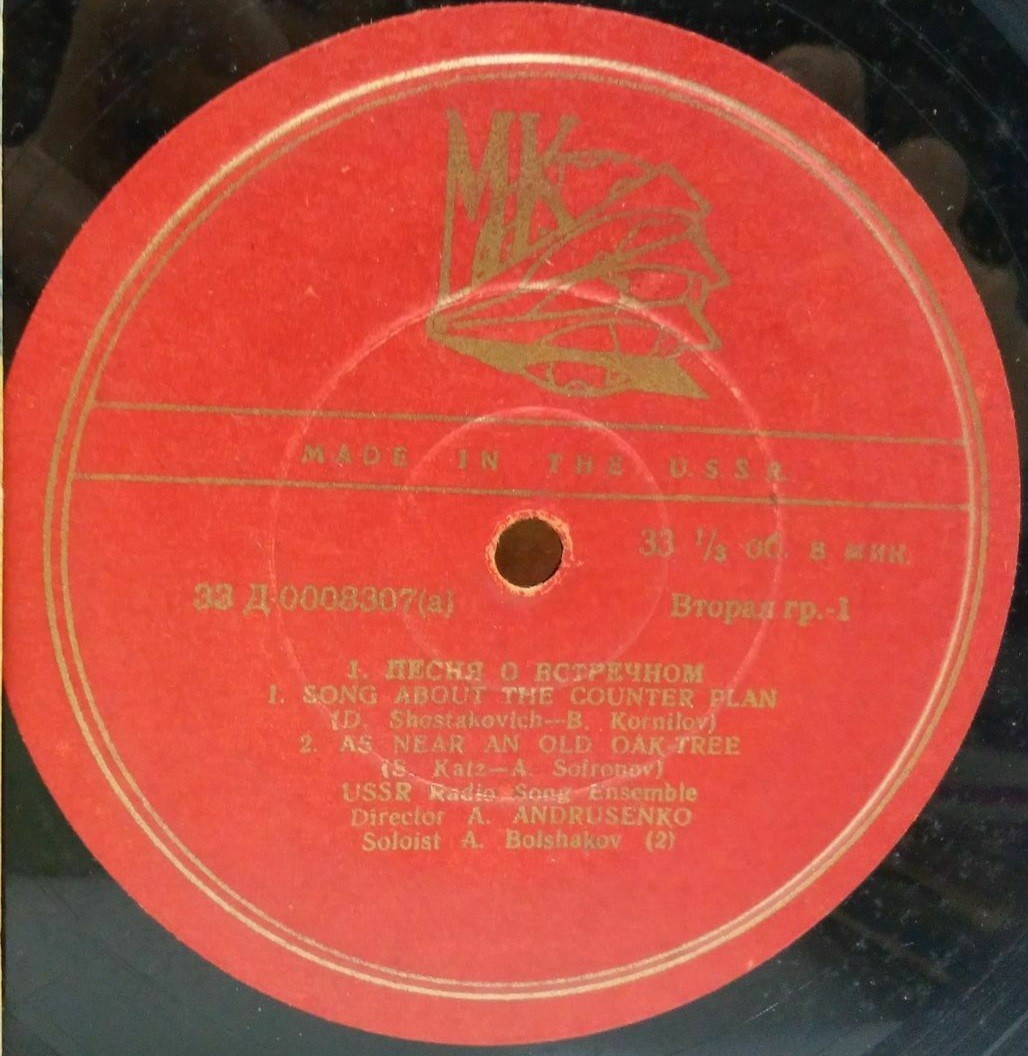 МК
MADE IN THE U.S.S.R.
33 1/3 об. в мин.
33 Д-0008307(а)
Вторая гр.-1
1. ПЕСНЯ О ВСТРЕЧНОМ
1. SONG ABOUT THE COUNTER PLAN
(D. Shostakovich—B. Kornilov)
2. AS NEAR AN OLD OAK-TREE
(S. Katz—A. Sofronov)
USSR Radio Song Ensemble
Director A. ANDRUSENKO
Soloist A. Bolshakov (2)